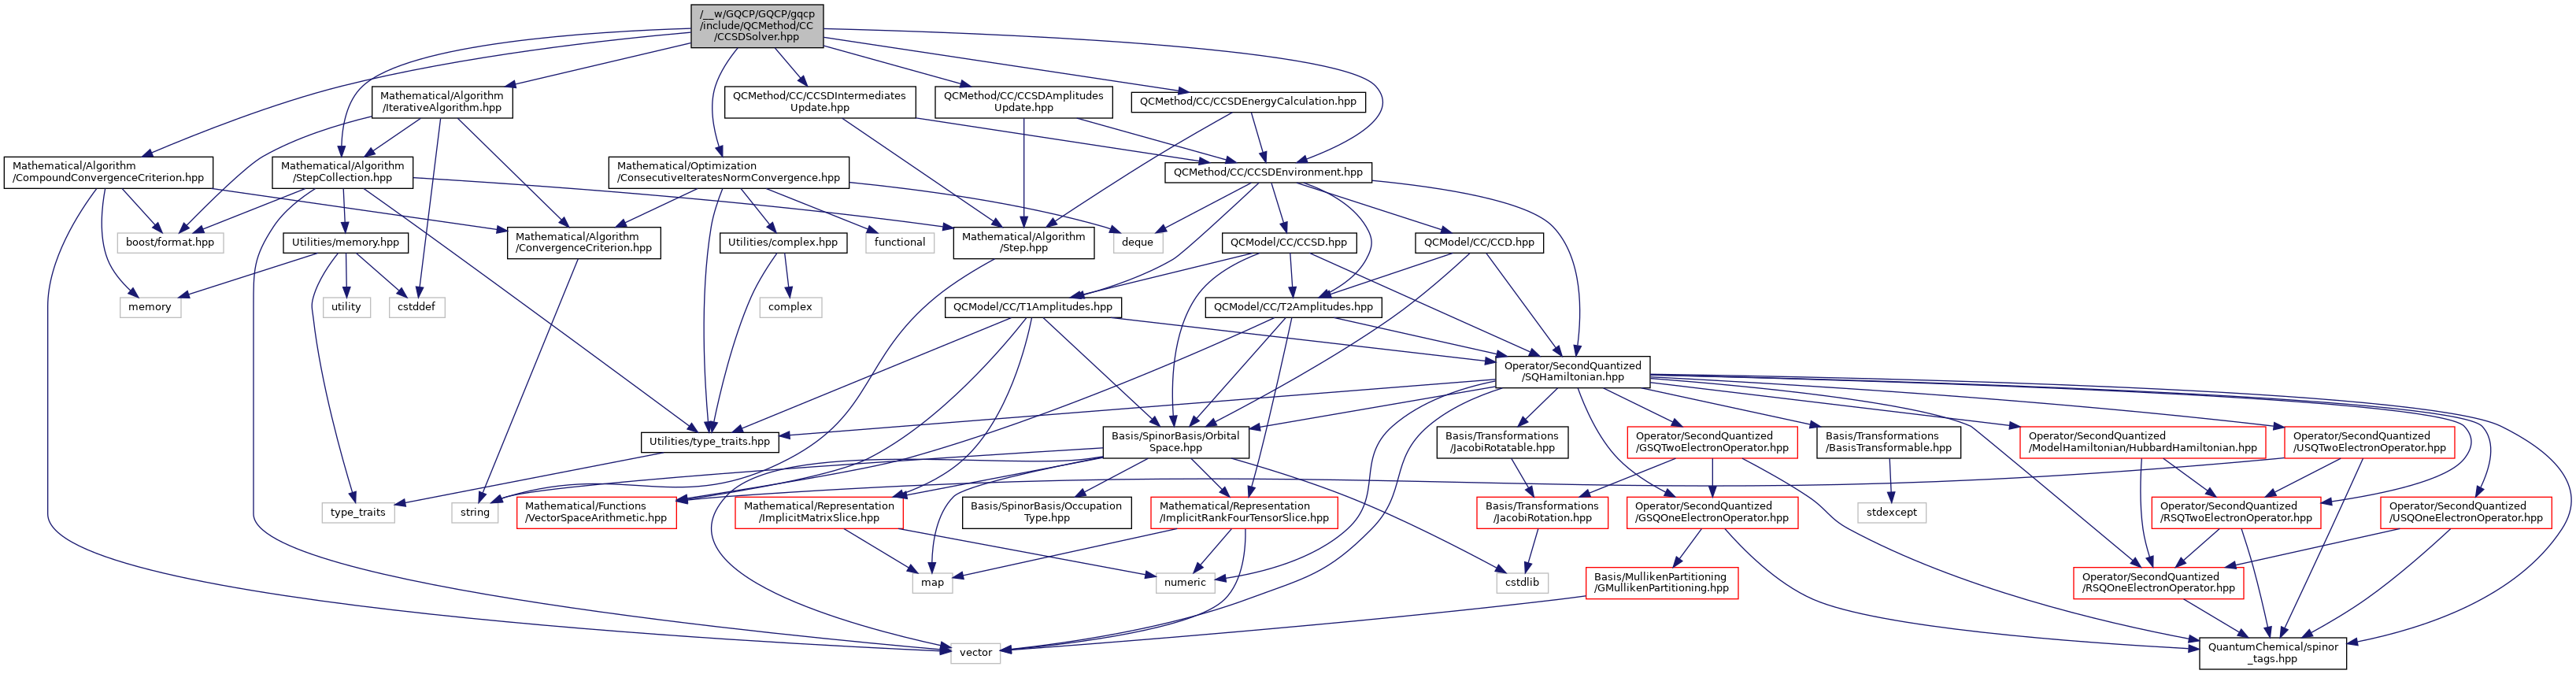 /__w/GQCP/GQCP/gqcp
/include/QCMethod/CC
/CCSDSolver.hpp
Mathematical/Algorithm
/IterativeAlgorithm.hpp
QCMethod/CC/CCSDIntermediates
Update.hpp
QCMethod/CC/CCSDAmplitudes
Update.hpp
QCMethod/CC/CCSDEnergyCalculation.hpp
Mathematical/Algorithm
/CompoundConvergenceCriterion.hpp
Mathematical/Algorithm
/StepCollection.hpp
Mathematical/Optimization
/ConsecutiveIteratesNormConvergence.hpp
QCMethod/CC/CCSDEnvironment.hpp
boost/format.hpp
Utilities/memory.hpp
Mathematical/Algorithm
/ConvergenceCriterion.hpp
Utilities/complex.hpp
functional
Mathematical/Algorithm
/Step.hpp
deque
QCModel/CC/CCSD.hpp
QCModel/CC/CCD.hpp
memory
utility
cstddef
complex
QCModel/CC/T1Amplitudes.hpp
QCModel/CC/T2Amplitudes.hpp
Operator/SecondQuantized
/SQHamiltonian.hpp
Utilities/type_traits.hpp
Basis/SpinorBasis/Orbital
Space.hpp
Basis/Transformations
/JacobiRotatable.hpp
Operator/SecondQuantized
/GSQTwoElectronOperator.hpp
Basis/Transformations
/BasisTransformable.hpp
Operator/SecondQuantized
/ModelHamiltonian/HubbardHamiltonian.hpp
Operator/SecondQuantized
/USQTwoElectronOperator.hpp
type_traits
string
Mathematical/Functions
/VectorSpaceArithmetic.hpp
Mathematical/Representation
/ImplicitMatrixSlice.hpp
Basis/SpinorBasis/Occupation
Type.hpp
Mathematical/Representation
/ImplicitRankFourTensorSlice.hpp
Basis/Transformations
/JacobiRotation.hpp
Operator/SecondQuantized
/GSQOneElectronOperator.hpp
stdexcept
Operator/SecondQuantized
/RSQTwoElectronOperator.hpp
Operator/SecondQuantized
/USQOneElectronOperator.hpp
map
numeric
cstdlib
Basis/MullikenPartitioning
/GMullikenPartitioning.hpp
Operator/SecondQuantized
/RSQOneElectronOperator.hpp
vector
QuantumChemical/spinor
_tags.hpp